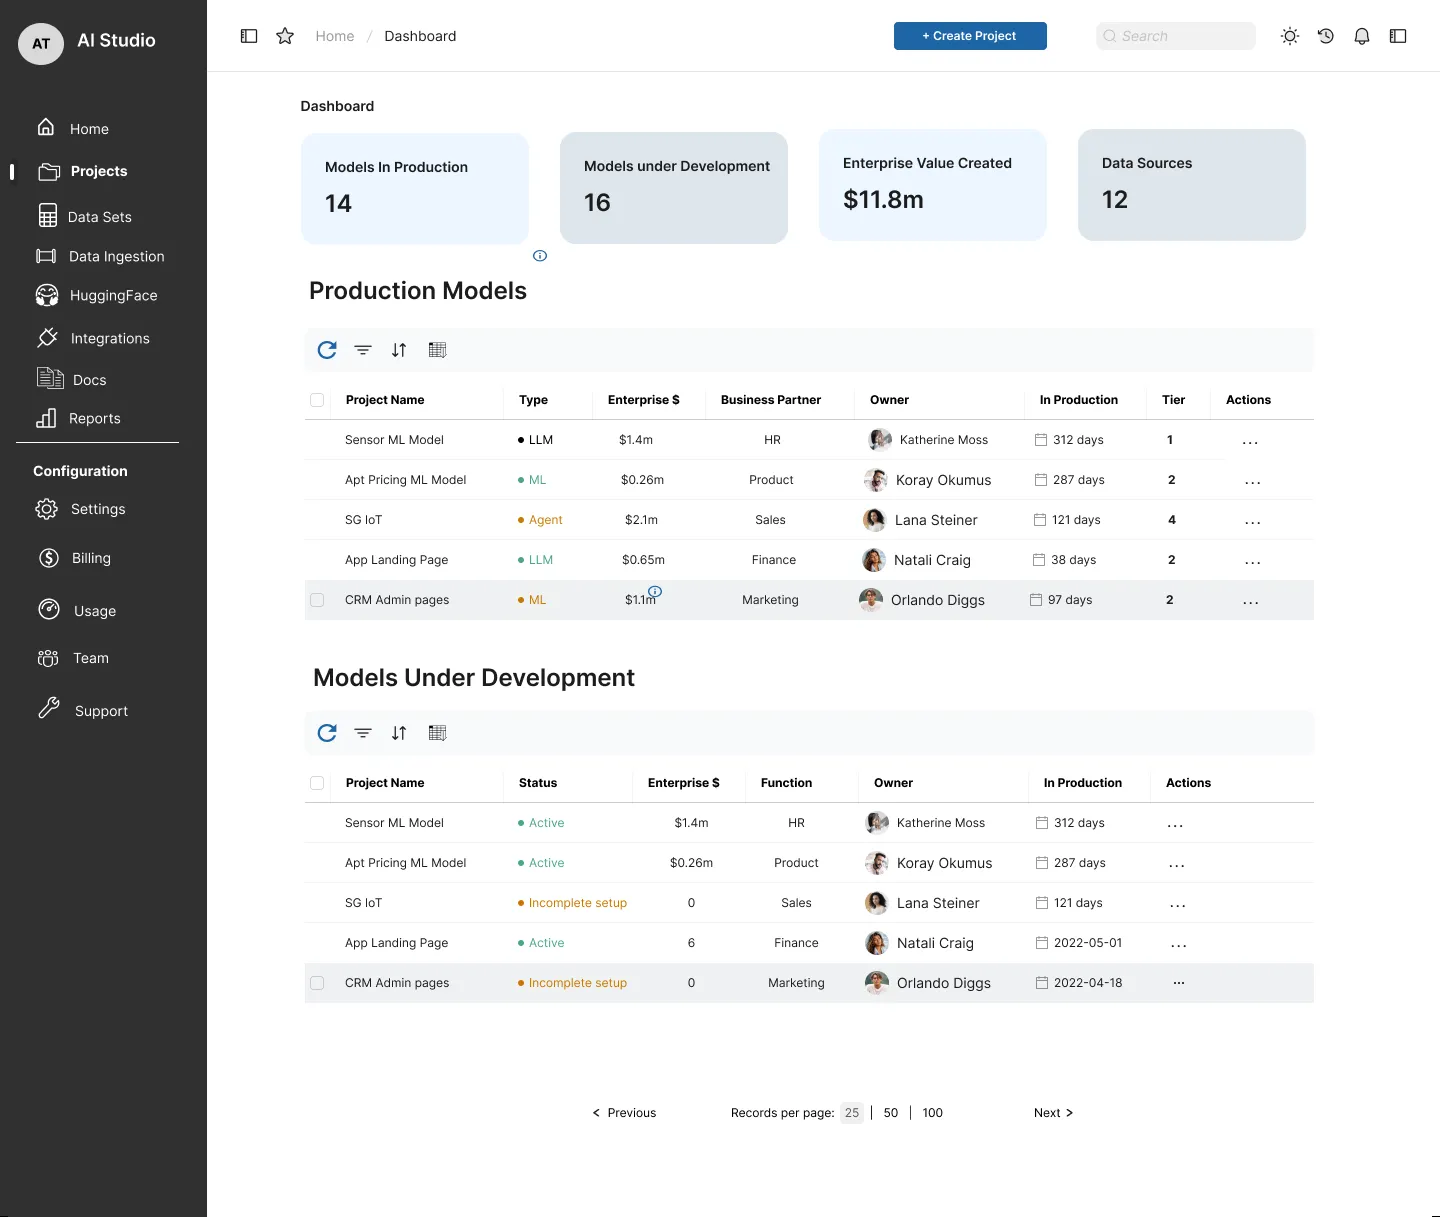 AT
AI Studio
Home
Projects
Data Sets
Data Ingestion
HuggingFace
Integrations
Docs
Reports
Configuration
Settings
Billing
Usage
Team
Support
Home / Dashboard
+ Create Project
Search
Dashboard
Models In Production
14
Models under Development
16
Enterprise Value Created
$11.8m
Data Sources
12
Production Models
Project Name Type Enterprise $ Business Partner Owner In Production Tier Actions
Sensor ML Model LLM $1.4m HR Katherine Moss 312 days 1 ...
Apt Pricing ML Model ML $0.26m Product Koray Okumus 287 days 2 ...
SG IoT Agent $2.1m Sales Lana Steiner 121 days 4 ...
App Landing Page LLM $0.65m Finance Natali Craig 38 days 2 ...
CRM Admin pages ML $1.1m Marketing Orlando Diggs 97 days 2 ...
Models Under Development
Project Name Status Enterprise $ Function Owner In Production Actions
Sensor ML Model Active $1.4m HR Katherine Moss 312 days ...
Apt Pricing ML Model Active $0.26m Product Koray Okumus 287 days ...
SG IoT Incomplete setup 0 Sales Lana Steiner 121 days ...
App Landing Page Active 6 Finance Natali Craig 2022-05-01 ...
CRM Admin pages Incomplete setup 0 Marketing Orlando Diggs 2022-04-18 ...
< Previous Records per page: 25 | 50 | 100 Next >